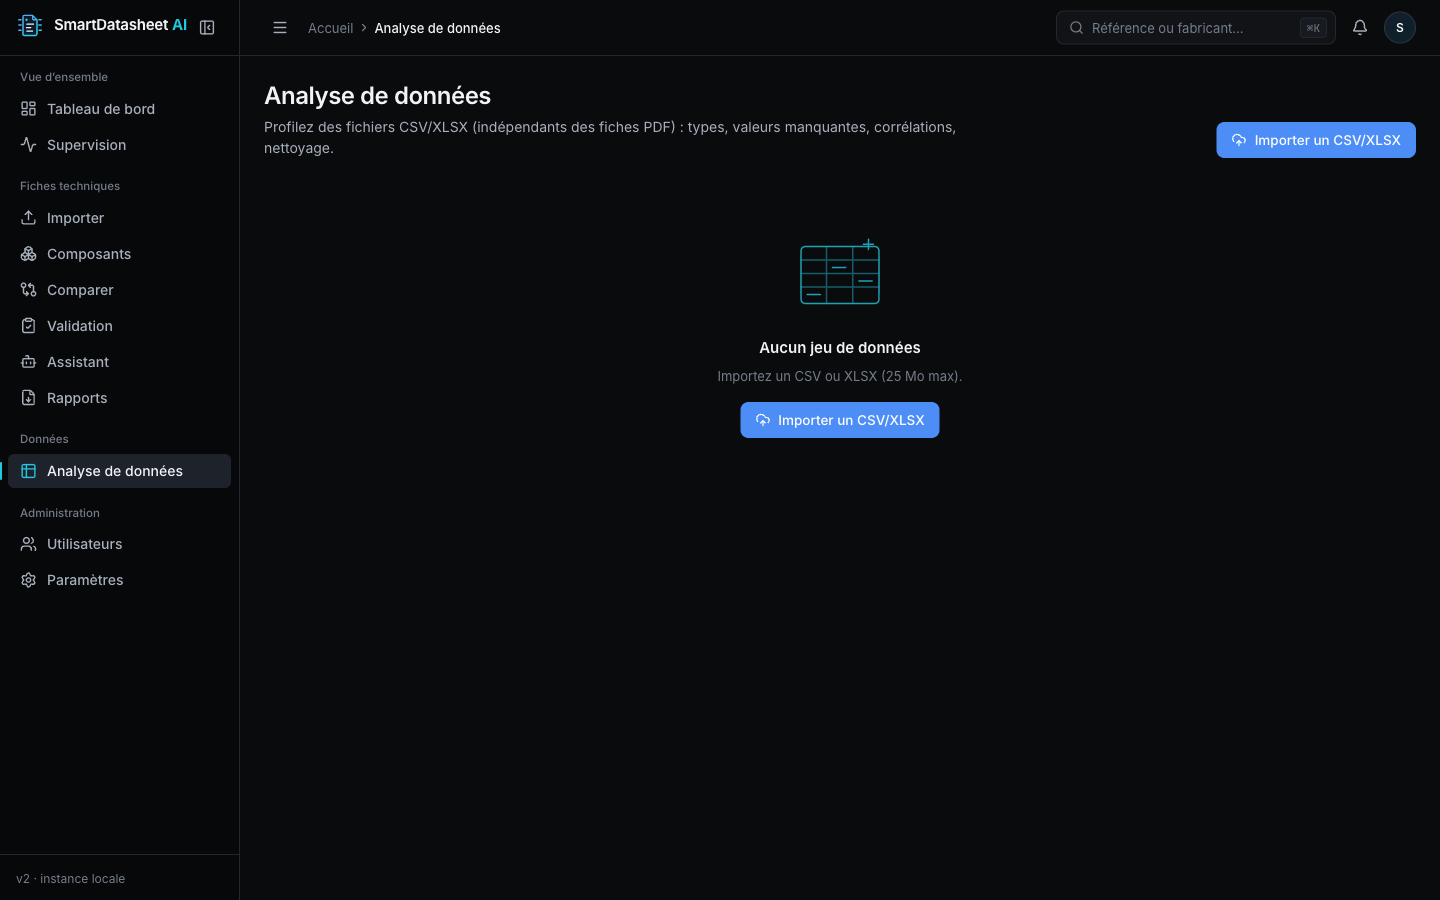 SmartDatasheet AI
Accueil
Analyse de données
Référence ou fabricant...
⌘K
S
Vue d'ensemble
Tableau de bord
Supervision
Fiches techniques
Importer
Composants
Comparer
Validation
Assistant
Rapports
Données
Analyse de données
Administration
Utilisateurs
Paramètres
v2 · instance locale
Analyse de données
Profilez des fichiers CSV/XLSX (indépendants des fiches PDF) : types, valeurs manquantes, corrélations,
nettoyage.
Importer un CSV/XLSX
Aucun jeu de données
Importez un CSV ou XLSX (25 Mo max).
Importer un CSV/XLSX